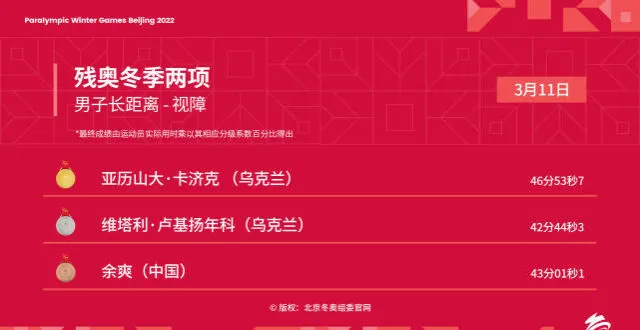 Paralympic Winter Games Beijing 2022
残奥冬季两项
男子长距离 - 视障
3月11日
*最终成绩由运动员实际用时乘以其相应分级系数百分比得出
亚历山大·卡济克 （乌克兰） 46分53秒7
维塔利·卢基扬年科（乌克兰） 42分44秒3
余爽（中国） 43分01秒1
© 版权：北京冬奥组委官网